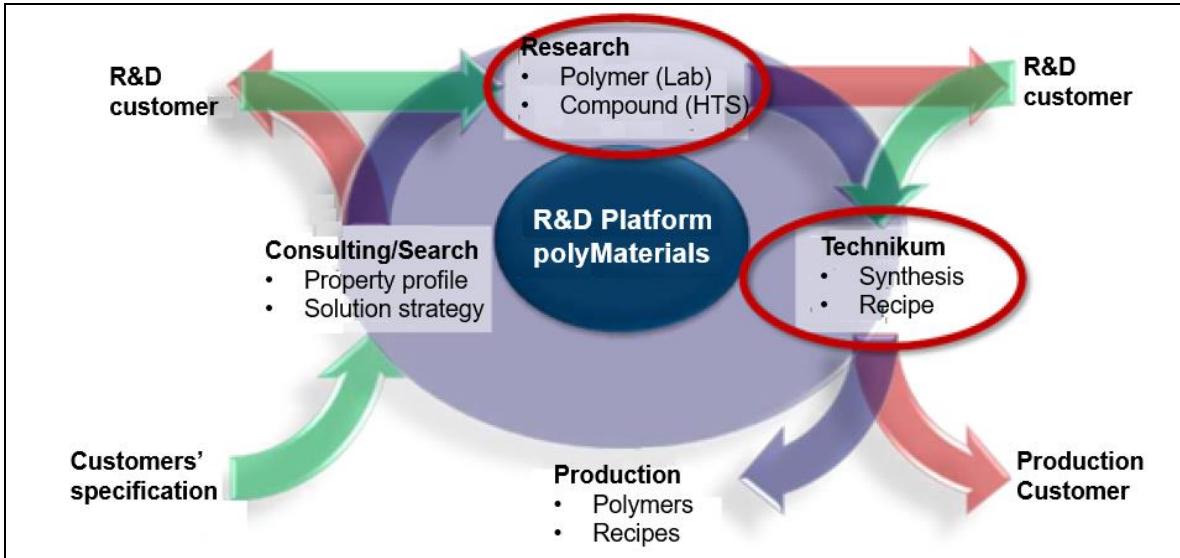 Research
• Polymer (Lab)
• Compound (HTS)
R&D
customer
R&D
customer
R&D Platform
polyMaterials
Consulting/Search
• Property profile
• Solution strategy
Technikum
• Synthesis
• Recipe
Customers'
specification
Production
• Polymers
• Recipes
Production
Customer